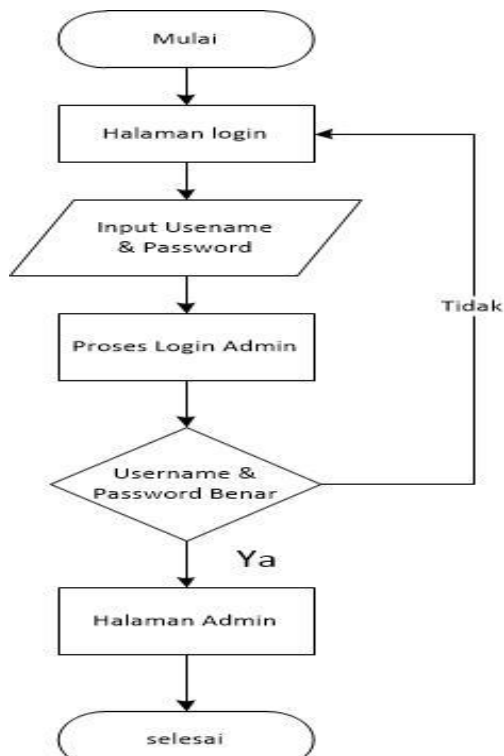 Mulai
Halaman login
Input Usename
& Password
Tidak
Proses Login Admin
Username &
Password Benar
Ya
Halaman Admin
selesai